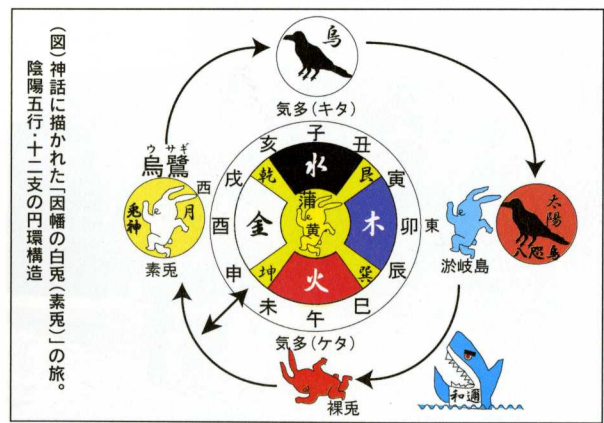 (図)神話に描かれた「因幡の白兎(素兎)」の旅。
陰陽五行・十二支の円環構造
烏
気多(キタ)
子
丑
寅
卯
東
辰
巳
午
未
申
酉
西
戌
亥
水
艮
木
巽
火
坤
金
乾
蒲
黄
ウサギ
烏鷺
兎神
月
素兎
淤岐島
太陽
八咫烏
和邇
気多(ケタ)
裸兎